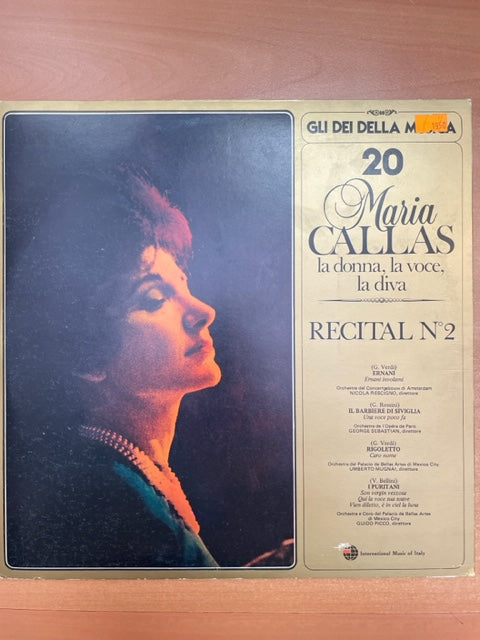 GLI DEI DELLA
20
Maria
CALLAS
la donna, la voce,
la diva
RECITAL N°2
(G. Verdi)
ERNANI
Ernani involami
Orchestra del Concertgebouw di Amsterdam
NICOLA RESCIGNO, direttore
(G. Rossini)
IL BARBIERE DI SIVIGLIA
Una voce poco fa
Orchestra de l'Opéra de Paris
GEORGE SEBASTIAN, direttore
(G. Verdi)
RIGOLETTO
Caro nome
Orchestra del Palacio de Bellas Artes di Mexico City
UMBERTO MUGNAI, direttore
(V. Bellini)
I PURITANI
Son vergin vezzosa
Qui la voce sua soave
Vien diletto, è in ciel la luna
Orchestra e Coro del Palacio de Bellas Artes
di Mexico City
GUIDO PICCO, direttore
International Music of Italy